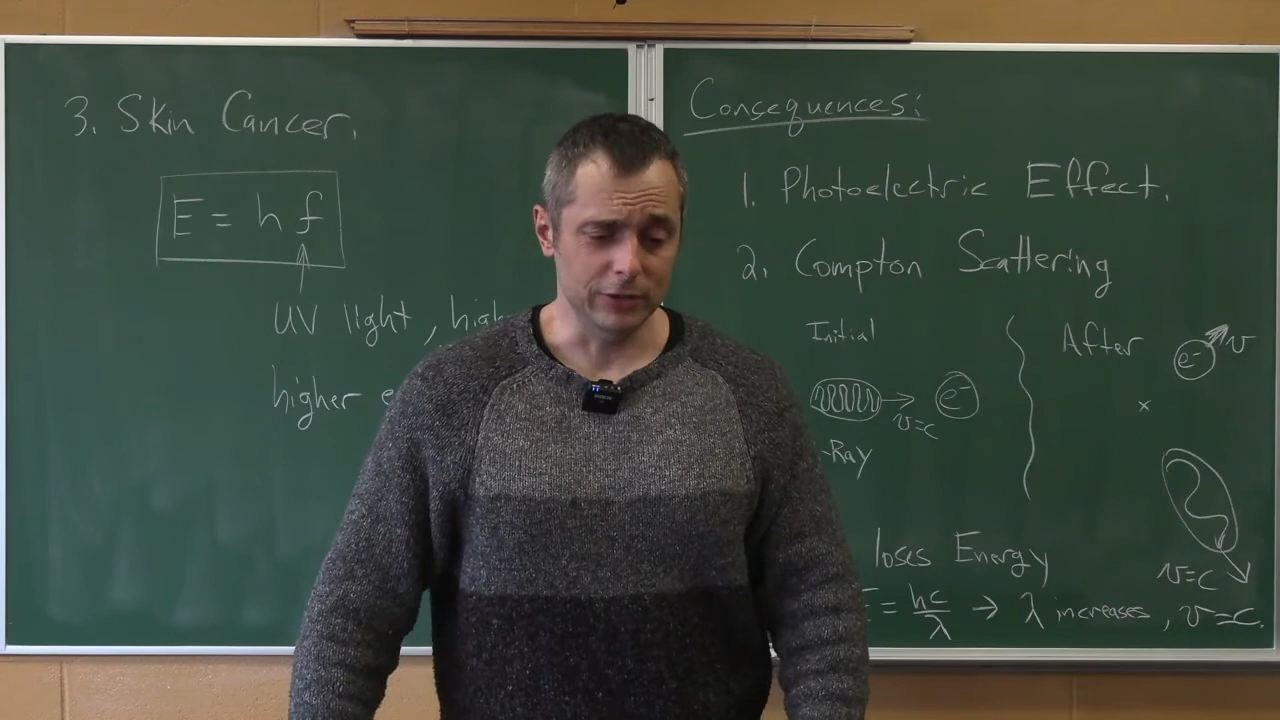 3. Skin Cancer.
E = hf
UV light, high
higher e
Consequences:
1. Photoelectric Effect.
2. Compton Scattering
Initial
After
e⁻ v
v=c e⁻
-Ray
v=c
loses Energy
E = hc/λ → λ increases, v=c.